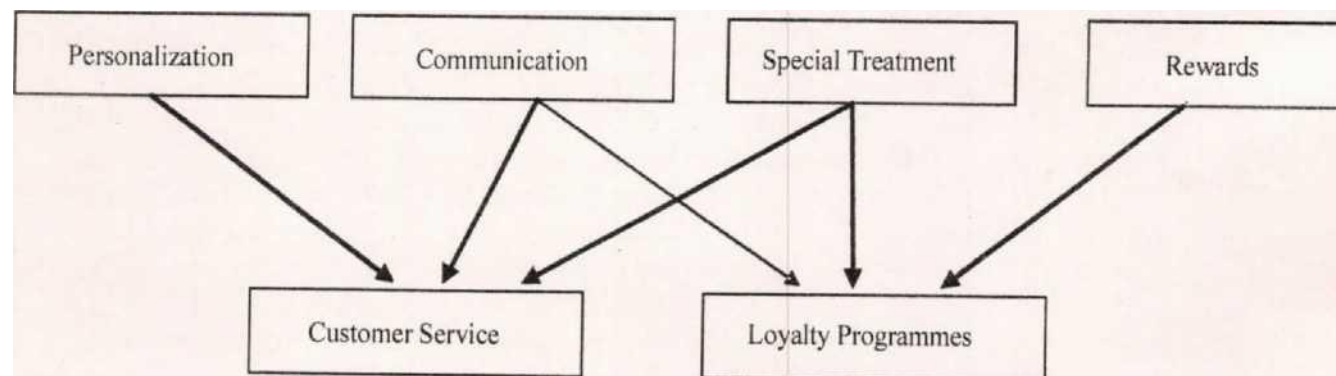 Personalization
Communication
Special Treatment
Rewards
Customer Service
Loyalty Programmes